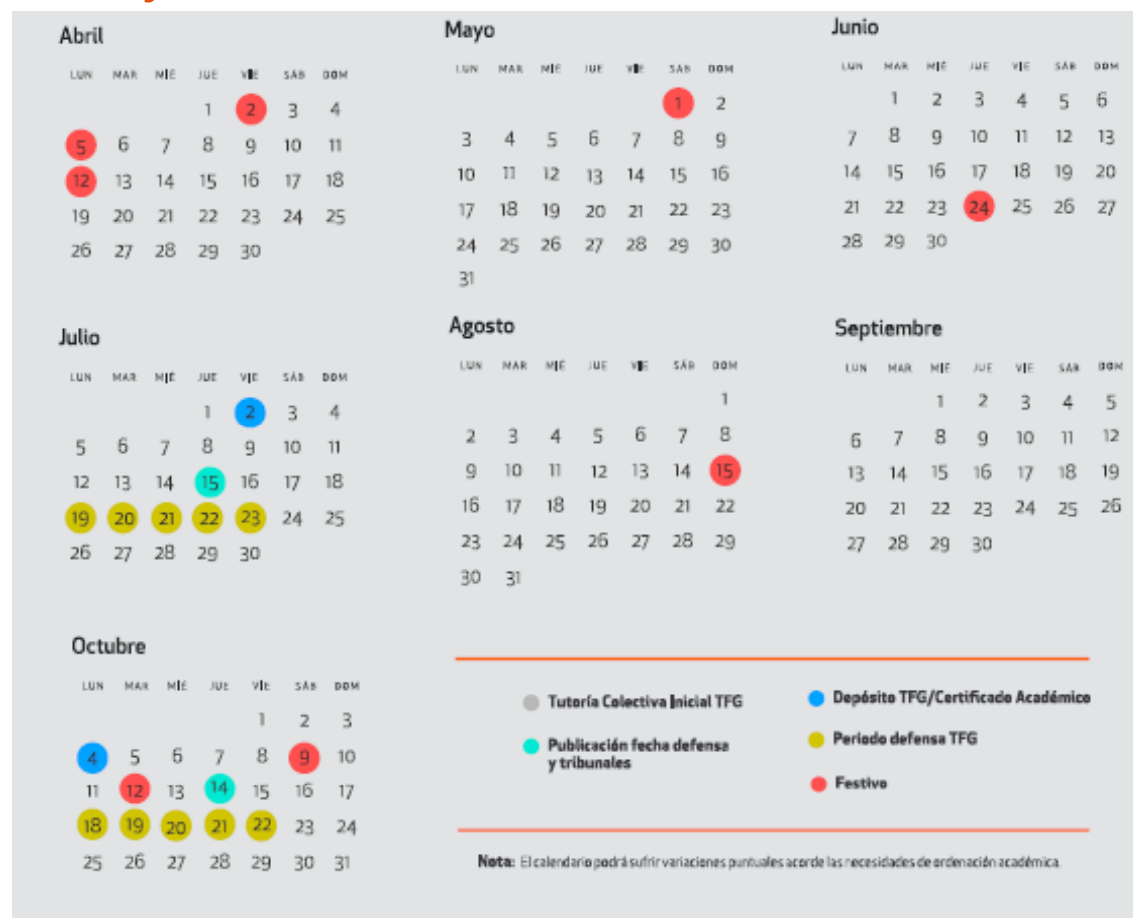 Abril
LUN MAR MIÉ JUE VIE SÁB DOM
1 2 3 4
5 6 7 8 9 10 11
12 13 14 15 16 17 18
19 20 21 22 23 24 25
26 27 28 29 30
Mayo
LUN MAR MIÉ JUE VIE SÁB DOM
1 2
3 4 5 6 7 8 9
10 11 12 13 14 15 16
17 18 19 20 21 22 23
24 25 26 27 28 29 30
31
Junio
LUN MAR MIÉ JUE VIE SÁB DOM
1 2 3 4 5 6
7 8 9 10 11 12 13
14 15 16 17 18 19 20
21 22 23 24 25 26 27
28 29 30
Julio
LUN MAR MIÉ JUE VIE SÁB DOM
1 2 3 4
5 6 7 8 9 10 11
12 13 14 15 16 17 18
19 20 21 22 23 24 25
26 27 28 29 30
Agosto
LUN MAR MIÉ JUE VIE SÁB DOM
1
2 3 4 5 6 7 8
9 10 11 12 13 14 15
16 17 18 19 20 21 22
23 24 25 26 27 28 29
30 31
Septiembre
LUN MAR MIÉ JUE VIE SÁB DOM
1 2 3 4 5
6 7 8 9 10 11 12
13 14 15 16 17 18 19
20 21 22 23 24 25 26
27 28 29 30
Octubre
LUN MAR MIÉ JUE VIE SÁB DOM
1 2 3
4 5 6 7 8 9 10
11 12 13 14 15 16 17
18 19 20 21 22 23 24
25 26 27 28 29 30 31
Tutoría Colectiva Inicial TFG
Publicación fecha defensa
y tribunales
Depósito TFG/Certificado Académico
Periodo defensa TFG
Festivo
Nota: El calendario podrá sufrir variaciones puntuales acorde las necesidades de ordenación académica.